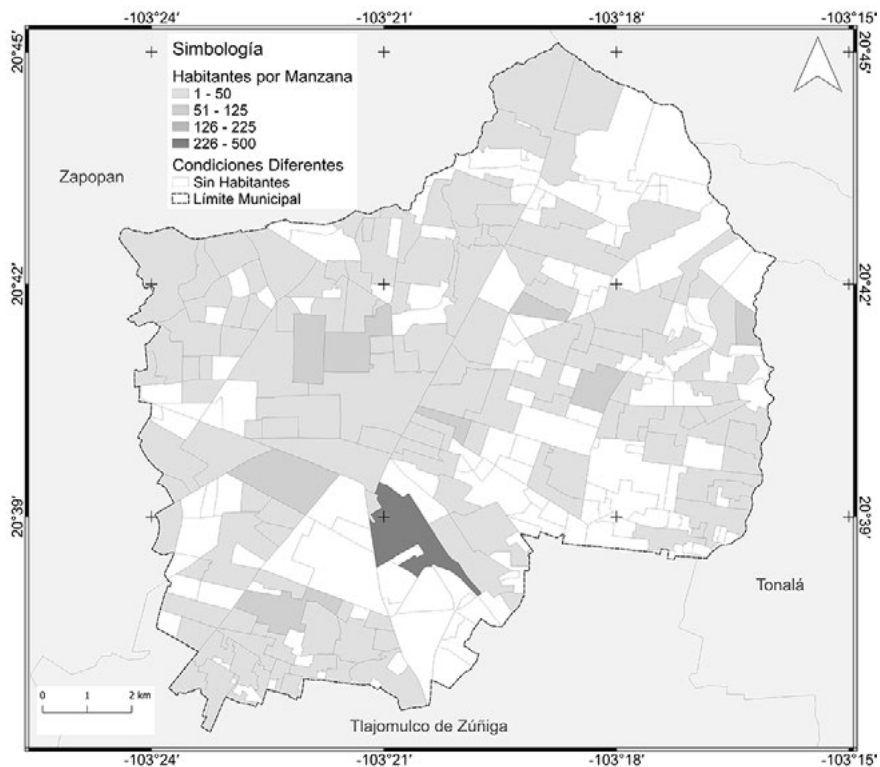 -103°24' -103°21' -103°18' -103°15'
20°45' 20°45'
Simbología
Habitantes por Manzana
1 - 50
51 - 125
126 - 225
226 - 500
Condiciones Diferentes
Sin Habitantes
Límite Municipal
Zapopan
20°42' 20°42'
20°39' 20°39'
Tonalá
0 1 2 km
Tlajomulco de Zúñiga
-103°24' -103°21' -103°18' -103°15'